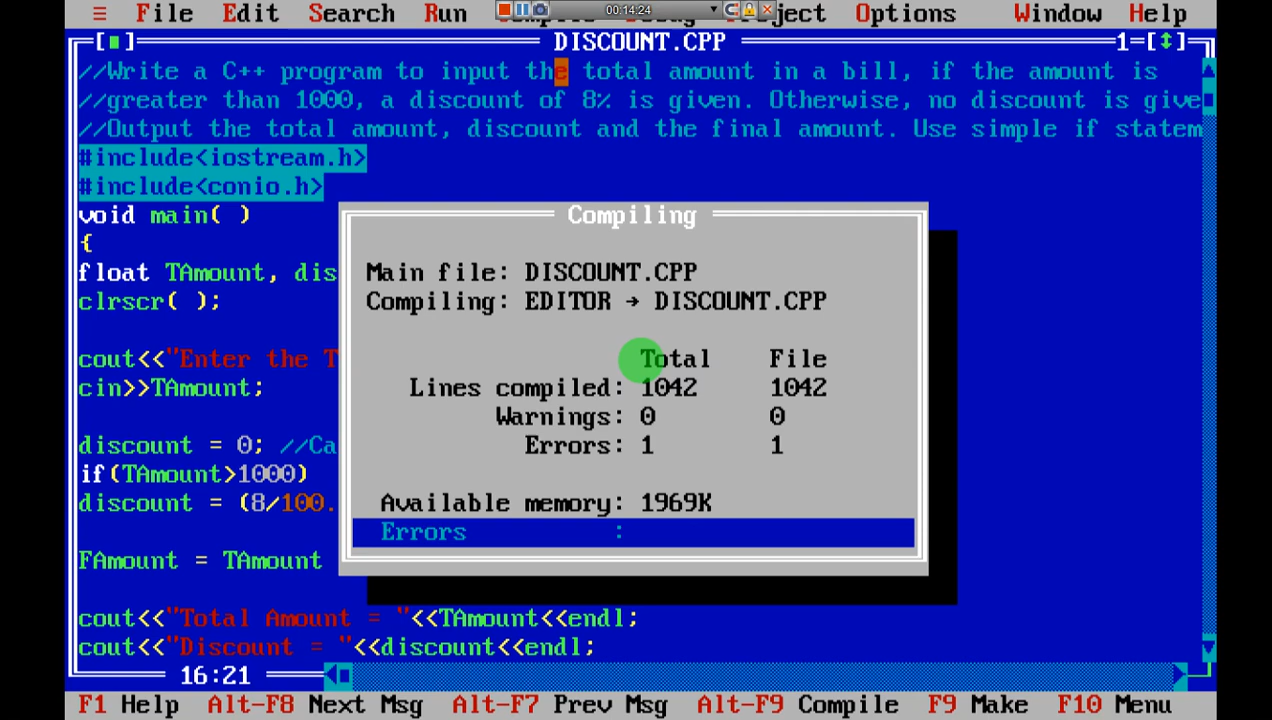 ≡ File Edit Search Run 00:14:24 Options Window Help
[■] DISCOUNT.CPP 1=[↕]
//Write a C++ program to input the total amount in a bill, if the amount is
//greater than 1000, a discount of 8% is given. Otherwise, no discount is give
//Output the total amount, discount and the final amount. Use simple if statem
#include<iostream.h>
#include<conio.h>
void main( )
{
float TAmount, dis
clrscr( );
cout<<"Enter the T
cin>>TAmount;
discount = 0; //Ca
if(TAmount>1000)
discount = (8/100.
FAmount = TAmount
cout<<"Total Amount = "<<TAmount<<endl;
cout<<"Discount = "<<discount<<endl;
Compiling
Main file: DISCOUNT.CPP
Compiling: EDITOR → DISCOUNT.CPP
Total File
Lines compiled: 1042 1042
Warnings: 0 0
Errors: 1 1
Available memory: 1969K
Errors :
16:21
F1 Help Alt-F8 Next Msg Alt-F7 Prev Msg Alt-F9 Compile F9 Make F10 Menu